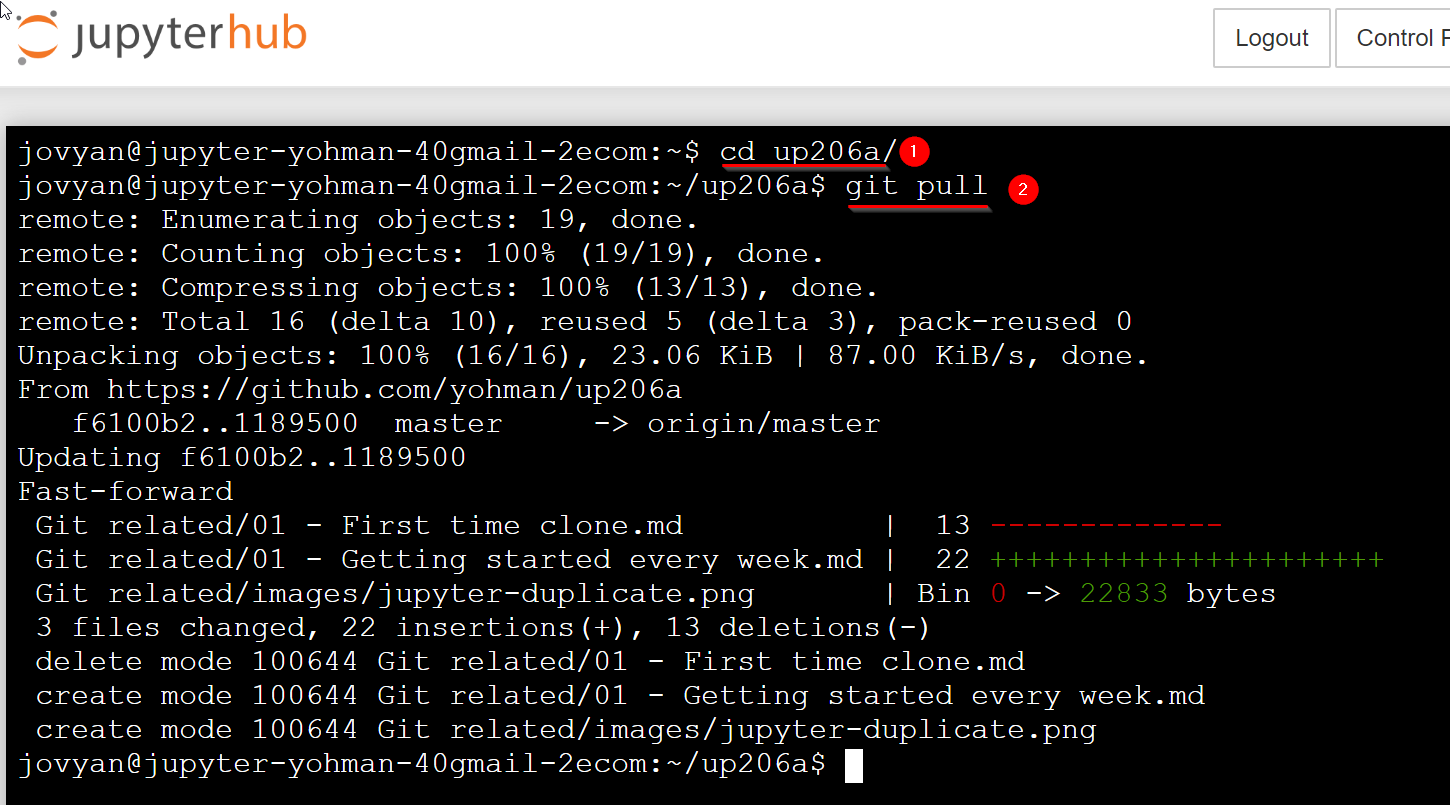 jupyterhub
Logout
Control
jovyan@jupyter-yohman-40gmail-2ecom:~$ cd up206a/ 1
jovyan@jupyter-yohman-40gmail-2ecom:~/up206a$ git pull 2
remote: Enumerating objects: 19, done.
remote: Counting objects: 100% (19/19), done.
remote: Compressing objects: 100% (13/13), done.
remote: Total 16 (delta 10), reused 5 (delta 3), pack-reused 0
Unpacking objects: 100% (16/16), 23.06 KiB | 87.00 KiB/s, done.
From https://github.com/yohman/up206a
   f6100b2..1189500  master     -> origin/master
Updating f6100b2..1189500
Fast-forward
 Git related/01 - First time clone.md           |  13 -------------
 Git related/01 - Getting started every week.md |  22 ++++++++++++++++++++++
 Git related/images/jupyter-duplicate.png       | Bin 0 -> 22833 bytes
 3 files changed, 22 insertions(+), 13 deletions(-)
 delete mode 100644 Git related/01 - First time clone.md
 create mode 100644 Git related/01 - Getting started every week.md
 create mode 100644 Git related/images/jupyter-duplicate.png
jovyan@jupyter-yohman-40gmail-2ecom:~/up206a$